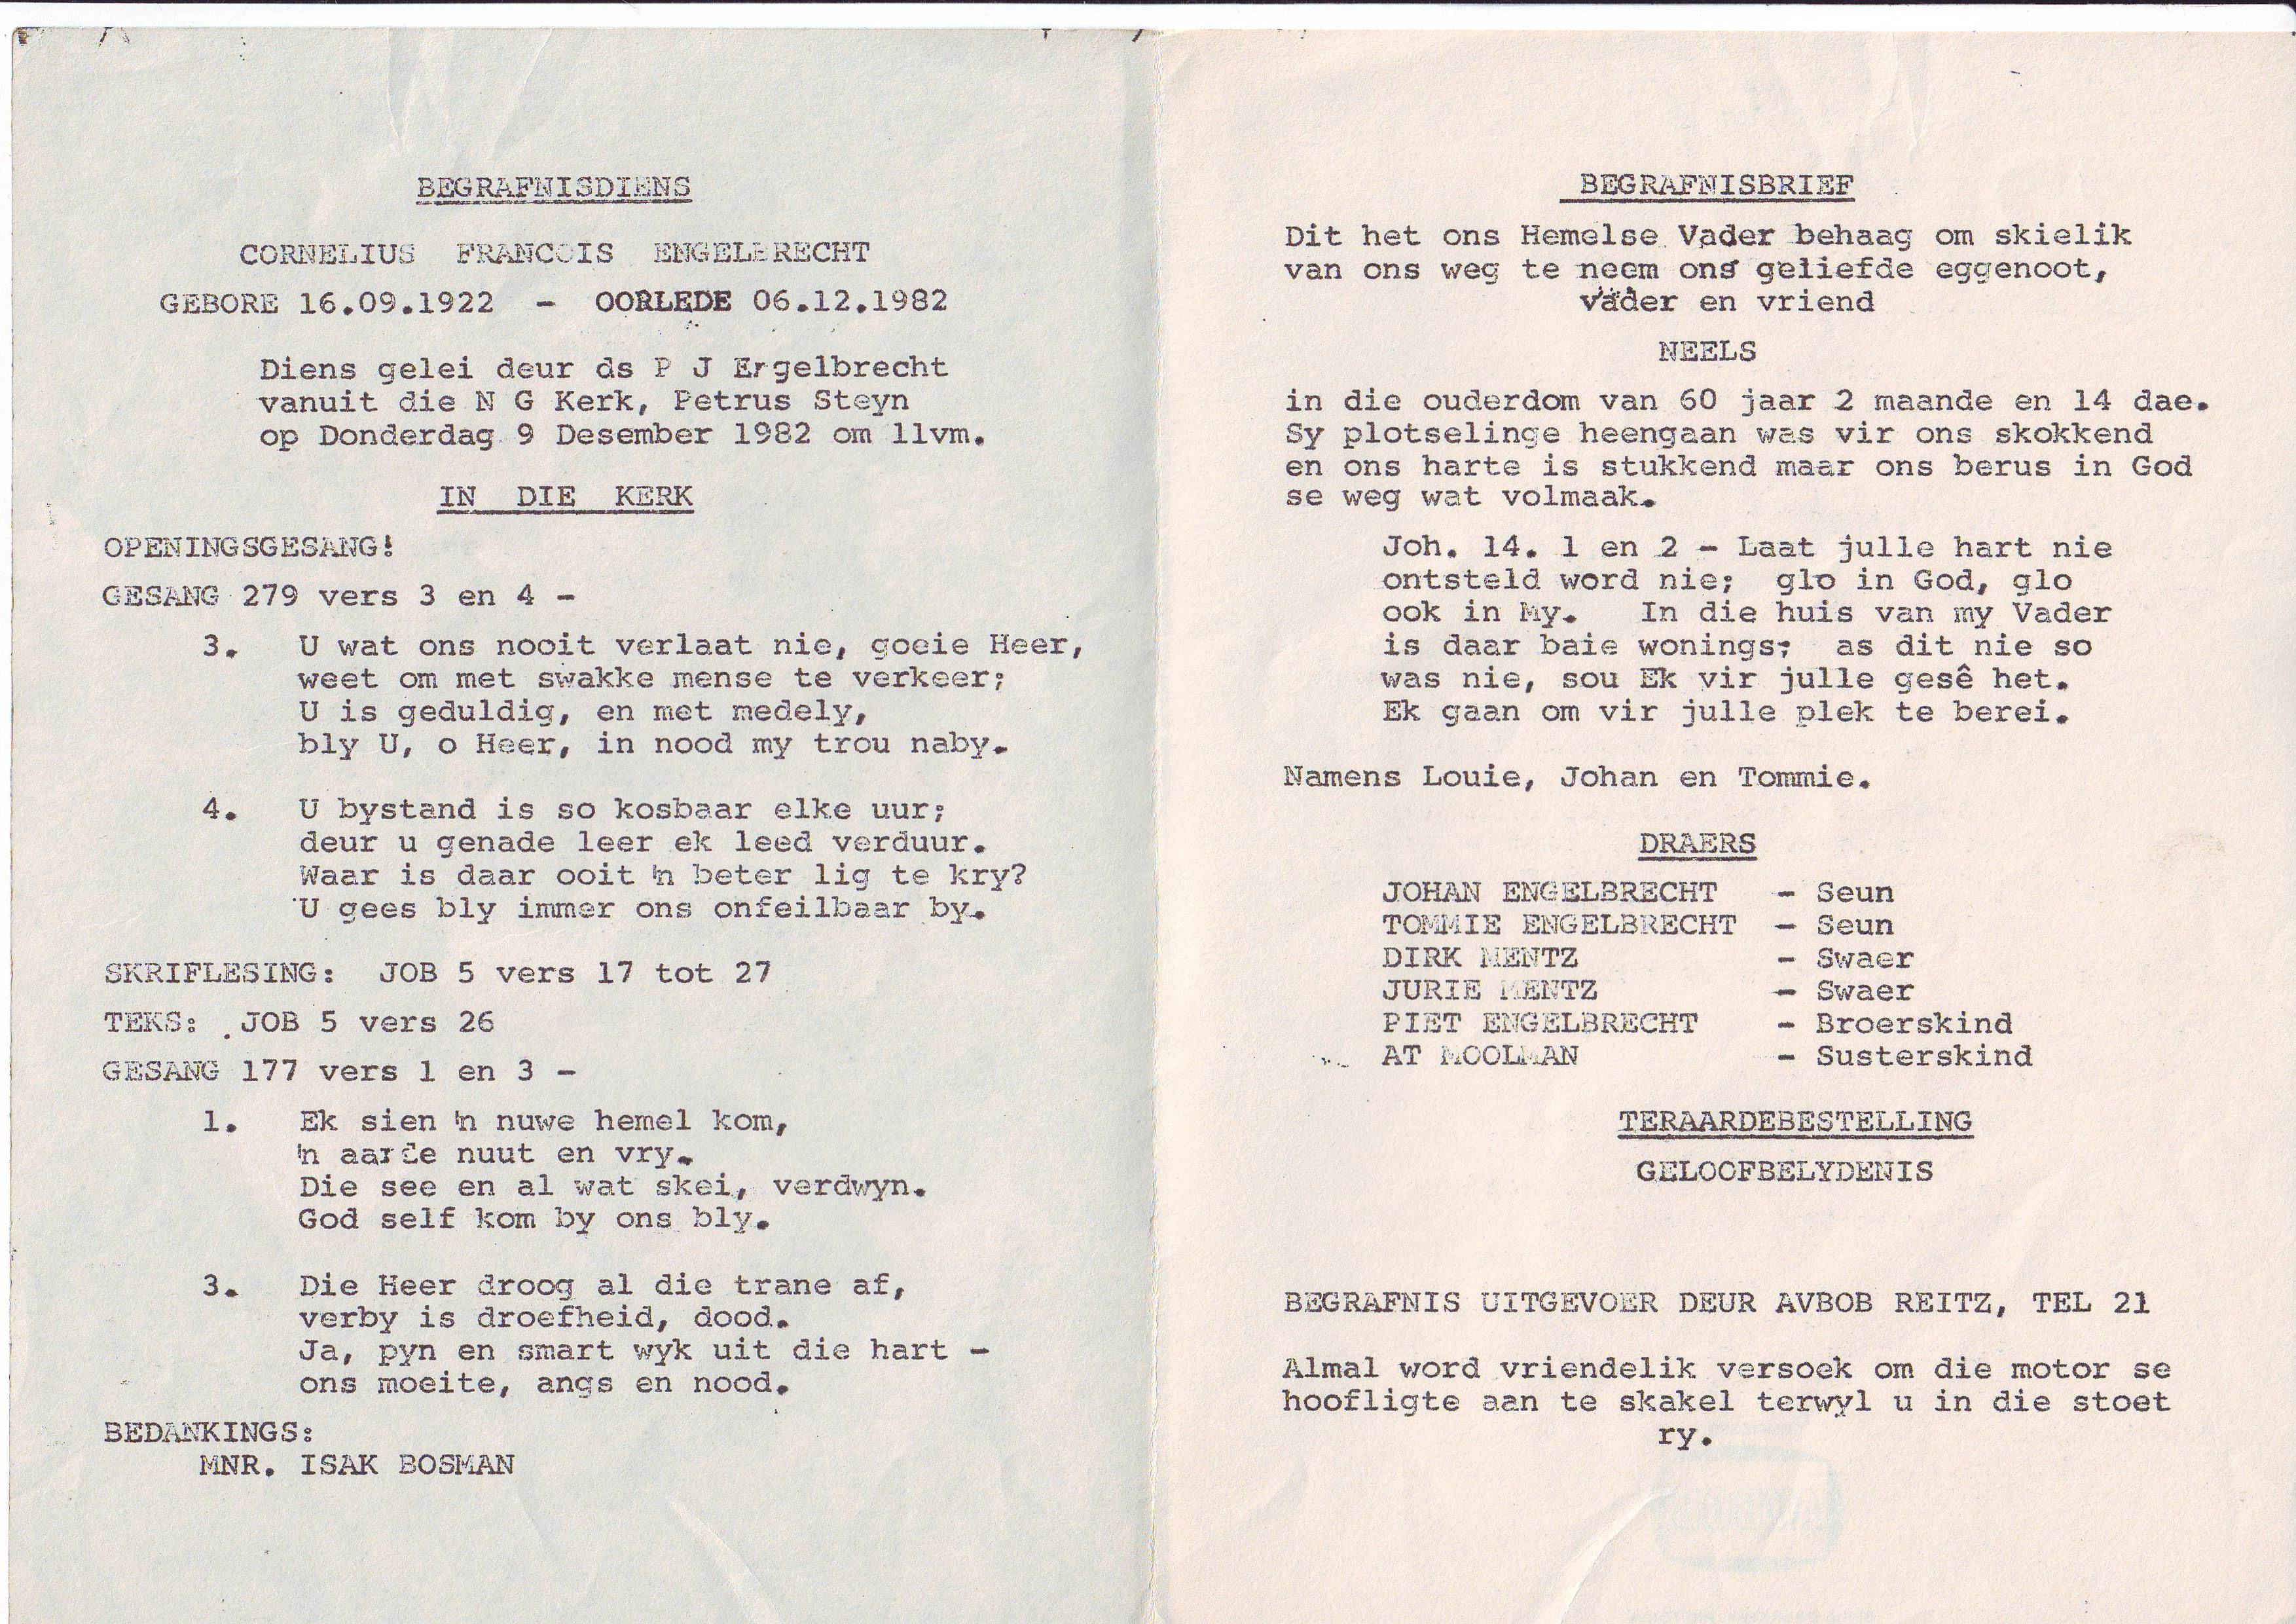 BEGRAFNISDIENS
CORNELIUS FRANCOIS ENGELBRECHT
GEBORE 16.09.1922 - OORLEDE 06.12.1982
Diens gelei deur ds P J Engelbrecht
vanuit die N G Kerk, Petrus Steyn
op Donderdag 9 Desember 1982 om 11vm.
IN DIE KERK
OPENINGSGESANG!
GESANG 279 vers 3 en 4 -
3. U wat ons nooit verlaat nie, goeie Heer,
weet om met swakke mense te verkeer;
U is geduldig, en met medely,
bly U, o Heer, in nood my trou naby.
4. U bystand is so kosbaar elke uur;
deur u genade leer ek leed verduur.
Waar is daar ooit 'n beter lig te kry?
U gees bly immer ons onfeilbaar by.
SKRIFLESING: JOB 5 vers 17 tot 27
TEKS: JOB 5 vers 26
GESANG 177 vers 1 en 3 -
1. Ek sien 'n nuwe hemel kom,
'n aarde nuut en vry.
Die see en al wat skei, verdwyn.
God self kom by ons bly.
3. Die Heer droog al die trane af,
verby is droefheid, dood.
Ja, pyn en smart wyk uit die hart -
ons moeite, angs en nood.
BEDANKINGS:
MNR. ISAK BOSMAN
BEGRAFNISBRIEF
Dit het ons Hemelse Vader behaag om skielik
van ons weg te neem ons geliefde eggenoot,
vader en vriend
NEELS
in die ouderdom van 60 jaar 2 maande en 14 dae.
Sy plotselinge heengaan was vir ons skokkend
en ons harte is stukkend maar ons berus in God
se weg wat volmaak.
Joh. 14. 1 en 2 - Laat julle hart nie
ontsteld word nie; glo in God, glo
ook in My. In die huis van my Vader
is daar baie wonings; as dit nie so
was nie, sou Ek vir julle gesê het.
Ek gaan om vir julle plek te berei.
Namens Louie, Johan en Tommie.
DRAERS
JOHAN ENGELBRECHT - Seun
TOMMIE ENGELBRECHT - Seun
DIRK MENTZ - Swaer
JURIE MENTZ - Swaer
PIET ENGELBRECHT - Broerskind
AT MOOLMAN - Susterskind
TERAARDEBESTELLING
GELOOFBELYDENIS
BEGRAFNIS UITGEVOER DEUR AVBOB REITZ, TEL 21
Almal word vriendelik versoek om die motor se
hoofligte aan te skakel terwyl u in die stoet
ry.